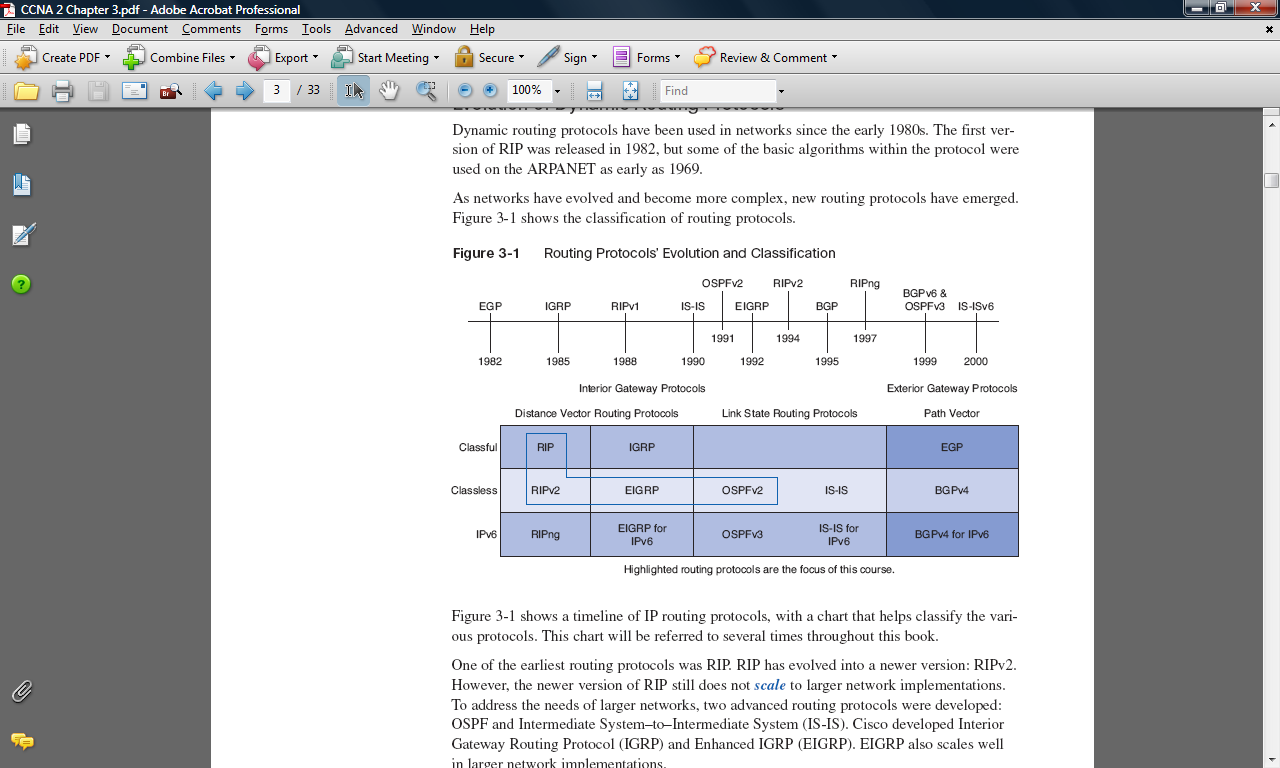 CCNA 2 Chapter 3.pdf - Adobe Acrobat Professional
File Edit View Document Comments Forms Tools Advanced Window Help
Create PDF Combine Files Export Start Meeting Secure Sign Forms Review & Comment
3 / 33 100% Find
Evolution of Dynamic Routing Protocols
Dynamic routing protocols have been used in networks since the early 1980s. The first ver-
sion of RIP was released in 1982, but some of the basic algorithms within the protocol were
used on the ARPANET as early as 1969.
As networks have evolved and become more complex, new routing protocols have emerged.
Figure 3-1 shows the classification of routing protocols.
Figure 3-1 Routing Protocols' Evolution and Classification
OSPFv2 RIPv2 RIPng
BGPv6 &
EGP IGRP RIPv1 IS-IS EIGRP BGP OSPFv3 IS-ISv6
1991 1994 1997
1982 1985 1988 1990 1992 1995 1999 2000
Interior Gateway Protocols Exterior Gateway Protocols
Distance Vector Routing Protocols Link State Routing Protocols Path Vector
Classful RIP IGRP EGP
Classless RIPv2 EIGRP OSPFv2 IS-IS BGPv4
IPv6 RIPng EIGRP for IPv6 OSPFv3 IS-IS for IPv6 BGPv4 for IPv6
Highlighted routing protocols are the focus of this course.
Figure 3-1 shows a timeline of IP routing protocols, with a chart that helps classify the vari-
ous protocols. This chart will be referred to several times throughout this book.
One of the earliest routing protocols was RIP. RIP has evolved into a newer version: RIPv2.
However, the newer version of RIP still does not scale to larger network implementations.
To address the needs of larger networks, two advanced routing protocols were developed:
OSPF and Intermediate System–to–Intermediate System (IS-IS). Cisco developed Interior
Gateway Routing Protocol (IGRP) and Enhanced IGRP (EIGRP). EIGRP also scales well
in larger network implementations.